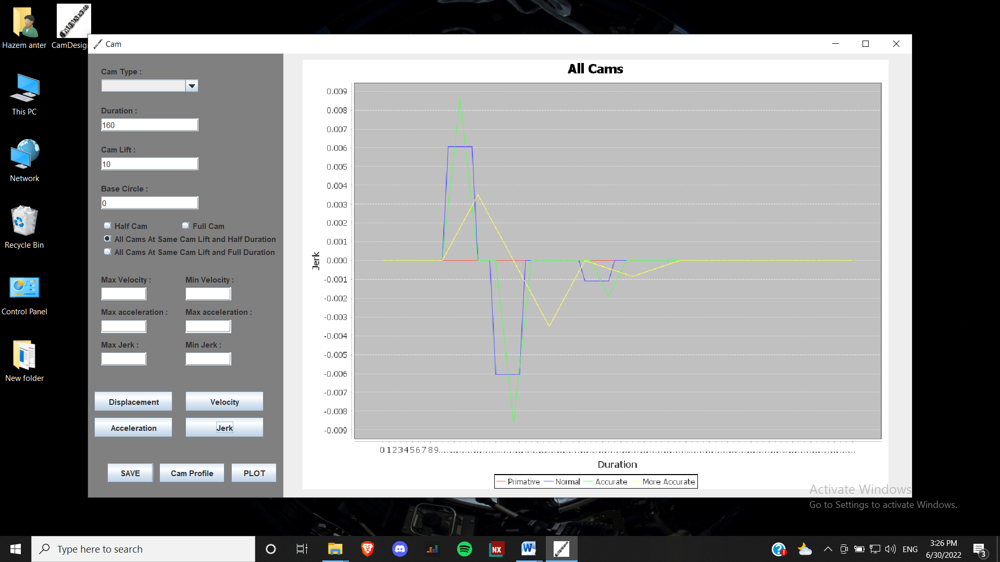 Hazem anter
CamDesig
This PC
Network
Recycle Bin
Control Panel
New folder
Cam
Cam Type :
Duration :
160
Cam Lift :
10
Base Circle :
0
Half Cam
Full Cam
All Cams At Same Cam Lift and Half Duration
All Cams At Same Cam Lift and Full Duration
Max Velocity :
Min Velocity :
Max acceleration :
Max acceleration :
Max Jerk :
Min Jerk :
Displacement
Velocity
Acceleration
Jerk
SAVE
Cam Profile
PLOT
All Cams
0.009
0.008
0.007
0.006
0.005
0.004
0.003
0.002
0.001
0.000
-0.001
-0.002
-0.003
-0.004
-0.005
-0.006
-0.007
-0.008
-0.009
Jerk
0 1 2 3 4 5 6 7 8 9
Duration
Primative Normal Accurate More Accurate
Activate Windows
Go to Settings to activate Windows.
Type here to search
NX
W
ENG
3:26 PM
6/30/2022
3